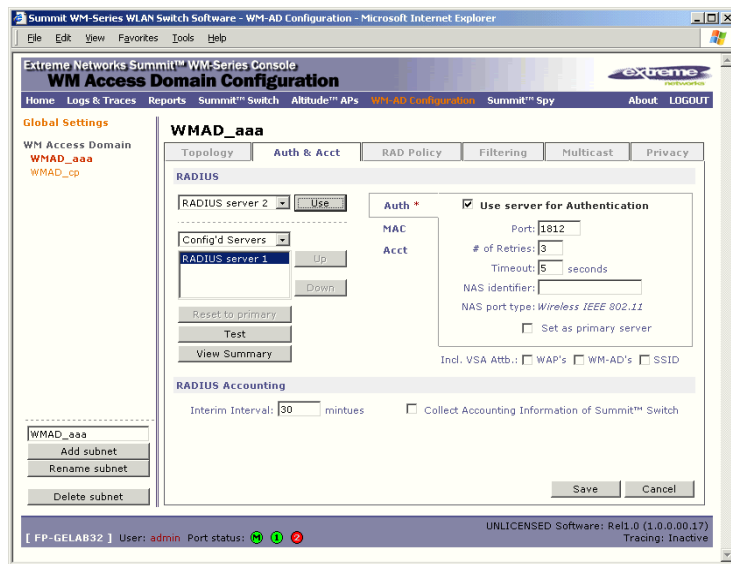 Summit WM-Series WLAN Switch Software - WM-AD Configuration - Microsoft Internet Explorer
File Edit View Favorites Tools Help
Extreme Networks Summit™ WM-Series Console
WM Access Domain Configuration
extreme networks
Home Logs & Traces Reports Summit™ Switch Altitude™ APs WM-AD Configuration Summit™ Spy About LOGOUT
Global Settings
WM Access Domain
WMAD_aaa
WMAD_cp
WMAD_aaa
Topology Auth & Acct RAD Policy Filtering Multicast Privacy
RADIUS
RADIUS server 2 Use
Config'd Servers
RADIUS server 1
Up
Down
Reset to primary
Test
View Summary
Auth *
MAC
Acct
Use server for Authentication
Port: 1812
# of Retries: 3
Timeout: 5 seconds
NAS identifier:
NAS port type: Wireless IEEE 802.11
Set as primary server
Incl. VSA Attb.: WAP's WM-AD's SSID
RADIUS Accounting
Interim Interval: 30 mintues Collect Accounting Information of Summit™ Switch
WMAD_aaa
Add subnet
Rename subnet
Delete subnet
Save Cancel
[ FP-GELAB32 ] User: admin Port status: M 1 2
UNLICENSED Software: Rel1.0 (1.0.0.00.17)
Tracing: Inactive